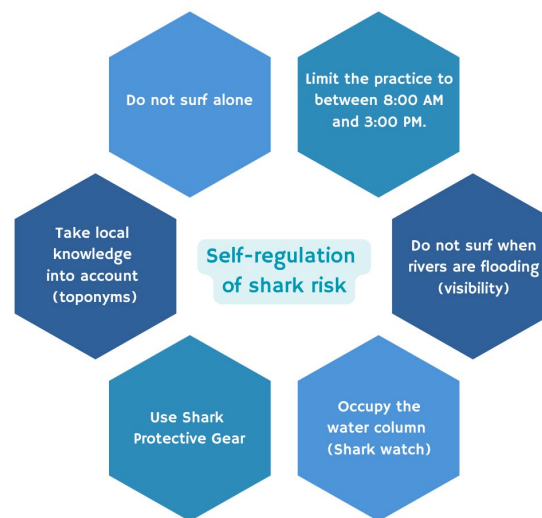 Do not surf alone
Limit the practice to
between 8:00 AM
and 3:00 PM.
Take local
knowledge
into account
(toponyms)
Self-regulation
of shark risk
Do not surf when
rivers are flooding
(visibility)
Use Shark
Protective Gear
Occupy the
water column
(Shark watch)